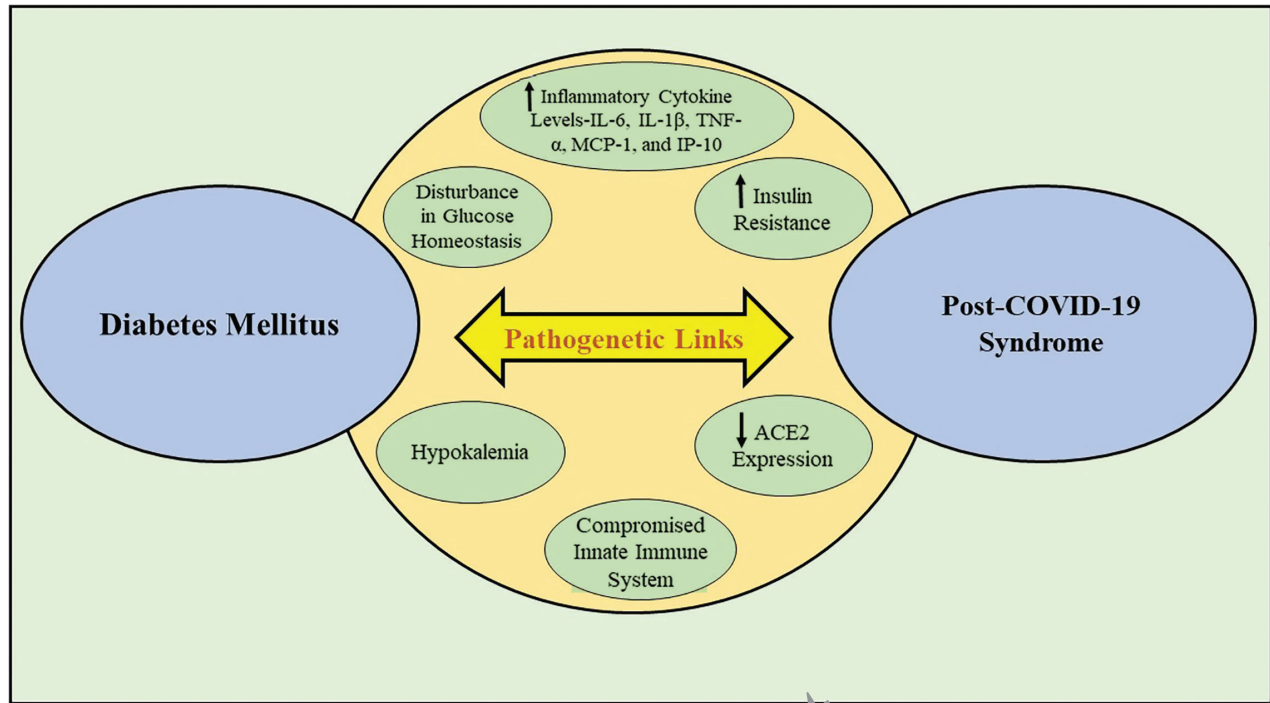 ↑ Inflammatory Cytokine
Levels-IL-6, IL-1β, TNF-
α, MCP-1, and IP-10
Disturbance
in Glucose
Homeostasis
↑ Insulin
Resistance
Diabetes Mellitus
Pathogenetic Links
Post-COVID-19
Syndrome
Hypokalemia
↓ ACE2
Expression
Compromised
Innate Immune
System